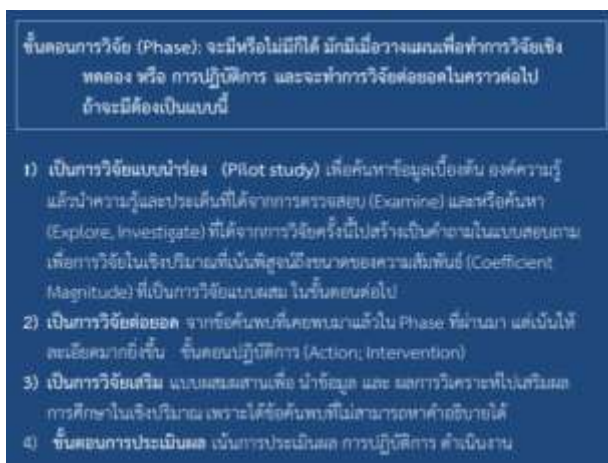 ขั้นตอนการวิจัย (Phase): จะมีหรือไม่มีก็ได้ มักมีเมื่อวางแผนเพื่อทำการวิจัยเชิง
ทดลอง หรือ การปฏิบัติการ และจะทำการวิจัยต่อยอดในคราวต่อไป
ถ้าจะมีต้องเป็นแบบนี้
1) เป็นการวิจัยแบบนำร่อง (Pilot study) เพื่อค้นหาข้อมูลเบื้องต้น องค์ความรู้
แล้วนำความรู้และประเด็นที่ได้จากการตรวจสอบ (Examine) และหรือค้นหา
(Explore, Investigate) ที่ได้จากการวิจัยครั้งนี้ไปสร้างเป็นคำถามในแบบสอบถาม
เพื่อการวิจัยในเชิงปริมาณที่เน้นพิสูจน์ถึงขนาดของความสัมพันธ์ (Coefficient
Magnitude) ที่เป็นการวิจัยแบบผสม ในขั้นตอนต่อไป
2) เป็นการวิจัยต่อยอด จากข้อค้นพบที่เคยพบมาแล้วใน Phase ที่ผ่านมา แต่เน้นให้
ละเอียดมากยิ่งขึ้น ขั้นตอนปฏิบัติการ (Action; Intervention)
3) เป็นการวิจัยเสริม แบบผสมผสานเพื่อ นำข้อมูล และ ผลการวิเคราะห์ไปเสริมผล
การศึกษาในเชิงปริมาณ เพราะได้ข้อค้นพบที่ไม่สามารถหาคำอธิบายได้
4) ขั้นตอนการประเมินผล เน้นการประเมินผล การปฏิบัติการ ดำเนินงาน